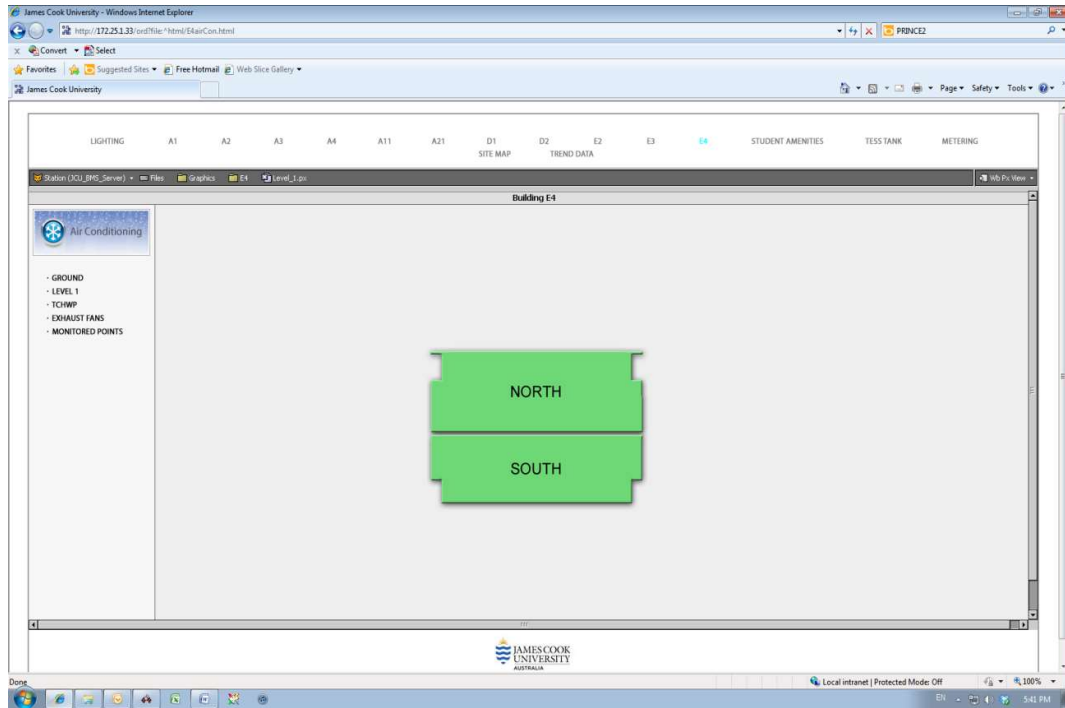 James Cook University - Windows Internet Explorer
http://172.25.1.33/ord?file:^html/E4airCon.html
PRINCE2
x Convert Select
Favorites Suggested Sites Free Hotmail Web Slice Gallery
James Cook University
Page Safety Tools
LIGHTING A1 A2 A3 A4 A11 A21 D1 D2 E2 E3 E4 STUDENT AMENITIES TESS TANK METERING
SITE MAP TREND DATA
Station (JCU_BMS_Server) Files Graphics E4 Level_1.px Wb Px View
Building E4
Air Conditioning
· GROUND
· LEVEL 1
· TCHWP
· EXHAUST FANS
· MONITORED POINTS
NORTH
SOUTH
JAMES COOK
UNIVERSITY
AUSTRALIA
Done
Local intranet | Protected Mode: Off
100%
EN
5:41 PM